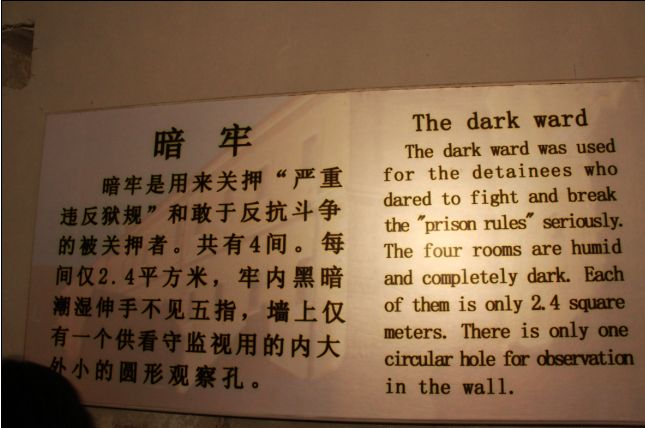 暗牢
暗牢是用来关押“严重
违反狱规”和敢于反抗斗争
的被关押者。共有4间。每
间仅2.4平方米，牢内黑暗
潮湿伸手不见五指，墙上仅
有一个供看守监视用的内大
外小的圆形观察孔。
The dark ward
The dark ward was used
for the detainees who
dared to fight and break
the "prison rules" seriously.
The four rooms are humid
and completely dark. Each
of them is only 2.4 square
meters. There is only one
circular hole for observation
in the wall.